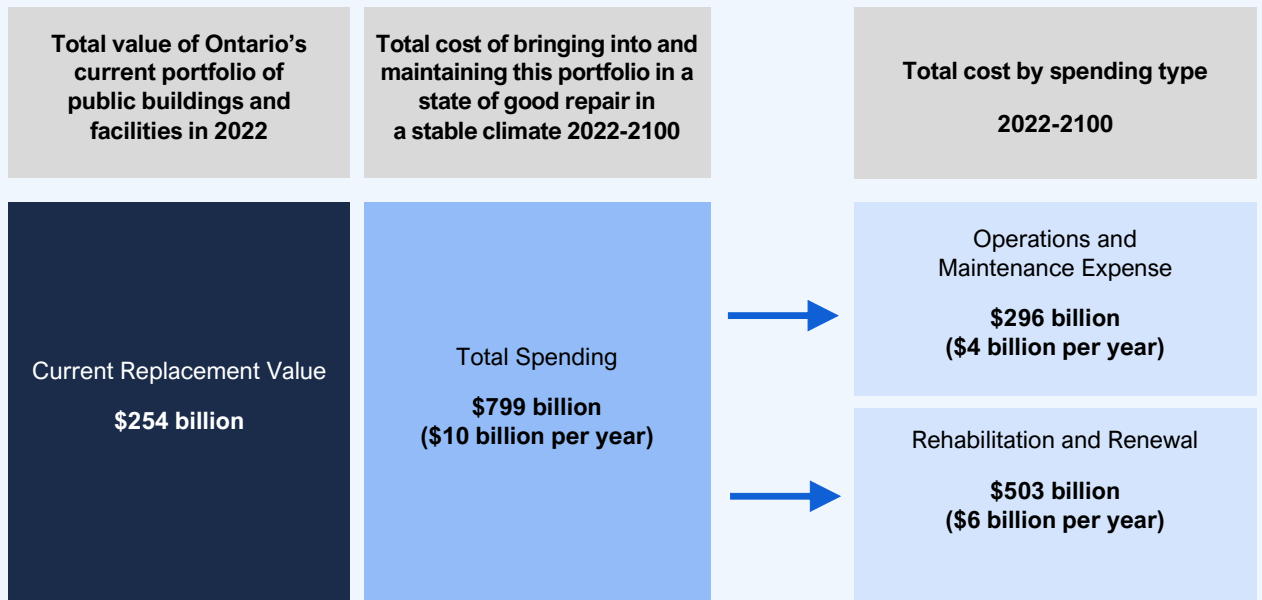 Total value of Ontario’s
current portfolio of
public buildings and
facilities in 2022
Total cost of bringing into and
maintaining this portfolio in a
state of good repair in
a stable climate 2022-2100
Total cost by spending type
2022-2100
Current Replacement Value
$254 billion
Total Spending
$799 billion
($10 billion per year)
Operations and
Maintenance Expense
$296 billion
($4 billion per year)
Rehabilitation and Renewal
$503 billion
($6 billion per year)